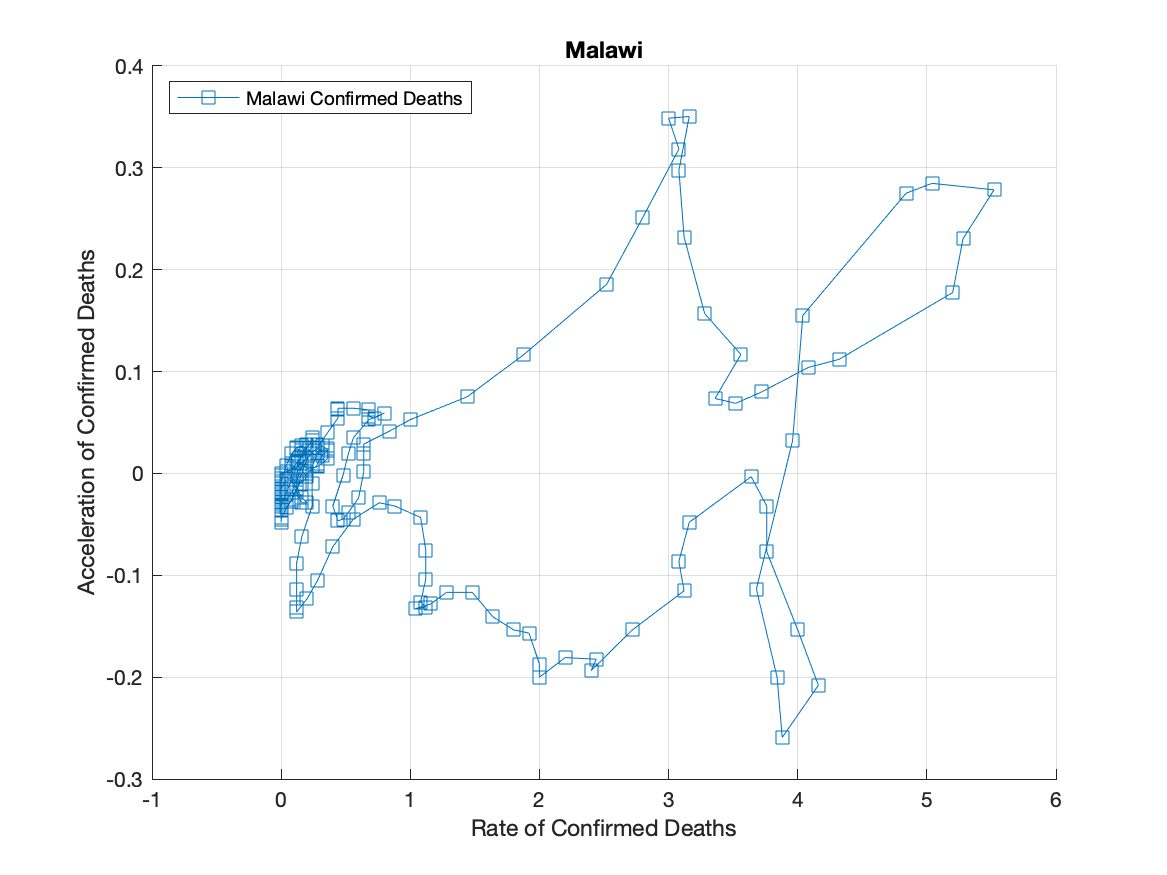 Malawi
Malawi Confirmed Deaths
0.4
0.3
0.2
0.1
0
-0.1
-0.2
-0.3
Acceleration of Confirmed Deaths
-1 0 1 2 3 4 5 6
Rate of Confirmed Deaths